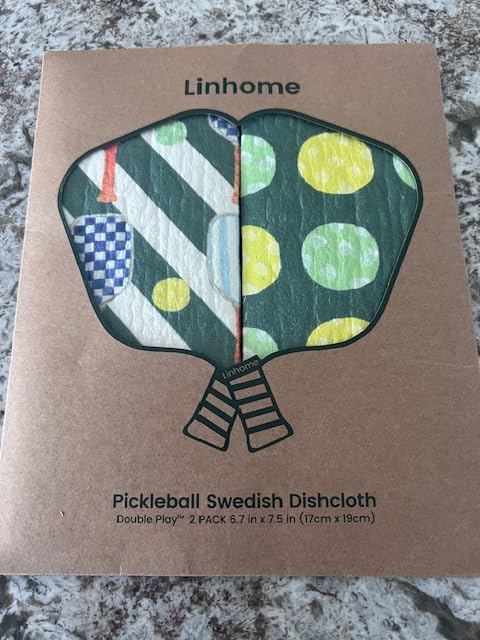 Linhome
Linhome
Pickleball Swedish Dishcloth
Double Play™ 2 PACK 6.7 in x 7.5 in (17cm x 19cm)